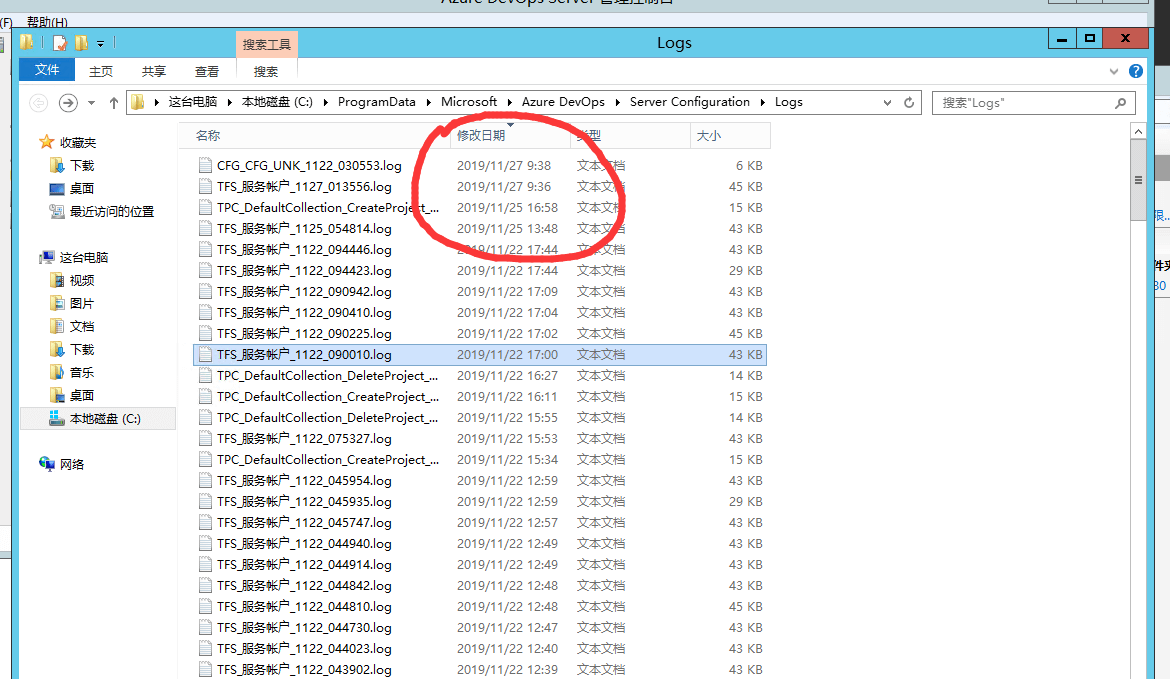 Azure DevOps Server 管理控制台
(F) 帮助(H)
搜索工具
Logs
文件 主页 共享 查看 搜索
这台电脑 本地磁盘 (C:) ProgramData Microsoft Azure DevOps Server Configuration Logs
搜索"Logs"
名称 修改日期 类型 大小
收藏夹
下载
桌面
最近访问的位置
这台电脑
视频
图片
文档
下载
音乐
桌面
本地磁盘 (C:)
网络
CFG_CFG_UNK_1122_030553.log 2019/11/27 9:38 文本文档 6 KB
TFS_服务帐户_1127_013556.log 2019/11/27 9:36 文本文档 45 KB
TPC_DefaultCollection_CreateProject_... 2019/11/25 16:58 文本文档 15 KB
TFS_服务帐户_1125_054814.log 2019/11/25 13:48 文本文档 43 KB
TFS_服务帐户_1122_094446.log 2019/11/22 17:44 文本文档 43 KB
TFS_服务帐户_1122_094423.log 2019/11/22 17:44 文本文档 29 KB
TFS_服务帐户_1122_090942.log 2019/11/22 17:09 文本文档 43 KB
TFS_服务帐户_1122_090410.log 2019/11/22 17:04 文本文档 43 KB
TFS_服务帐户_1122_090225.log 2019/11/22 17:02 文本文档 45 KB
TFS_服务帐户_1122_090010.log 2019/11/22 17:00 文本文档 43 KB
TPC_DefaultCollection_DeleteProject_... 2019/11/22 16:27 文本文档 14 KB
TPC_DefaultCollection_CreateProject_... 2019/11/22 16:11 文本文档 15 KB
TPC_DefaultCollection_DeleteProject_... 2019/11/22 15:55 文本文档 14 KB
TFS_服务帐户_1122_075327.log 2019/11/22 15:53 文本文档 43 KB
TPC_DefaultCollection_CreateProject_... 2019/11/22 15:34 文本文档 15 KB
TFS_服务帐户_1122_045954.log 2019/11/22 12:59 文本文档 43 KB
TFS_服务帐户_1122_045935.log 2019/11/22 12:59 文本文档 29 KB
TFS_服务帐户_1122_045747.log 2019/11/22 12:57 文本文档 43 KB
TFS_服务帐户_1122_044940.log 2019/11/22 12:49 文本文档 43 KB
TFS_服务帐户_1122_044914.log 2019/11/22 12:49 文本文档 43 KB
TFS_服务帐户_1122_044842.log 2019/11/22 12:48 文本文档 43 KB
TFS_服务帐户_1122_044810.log 2019/11/22 12:48 文本文档 45 KB
TFS_服务帐户_1122_044730.log 2019/11/22 12:47 文本文档 43 KB
TFS_服务帐户_1122_044023.log 2019/11/22 12:40 文本文档 43 KB
TFS_服务帐户_1122_043902.log 2019/11/22 12:39 文本文档 43 KB
限...
件夹
80